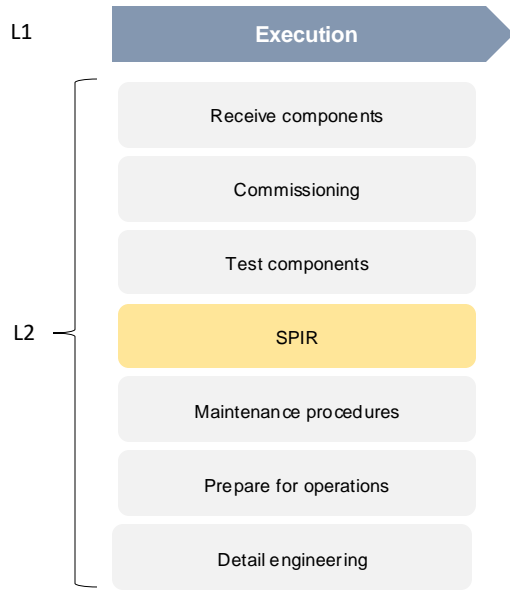 L1
Execution
Receive components
Commissioning
Test components
SPIR
L2
Maintenance procedures
Prepare for operations
Detail engineering